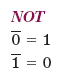 NOT
0̅ = 1
1̅ = 0